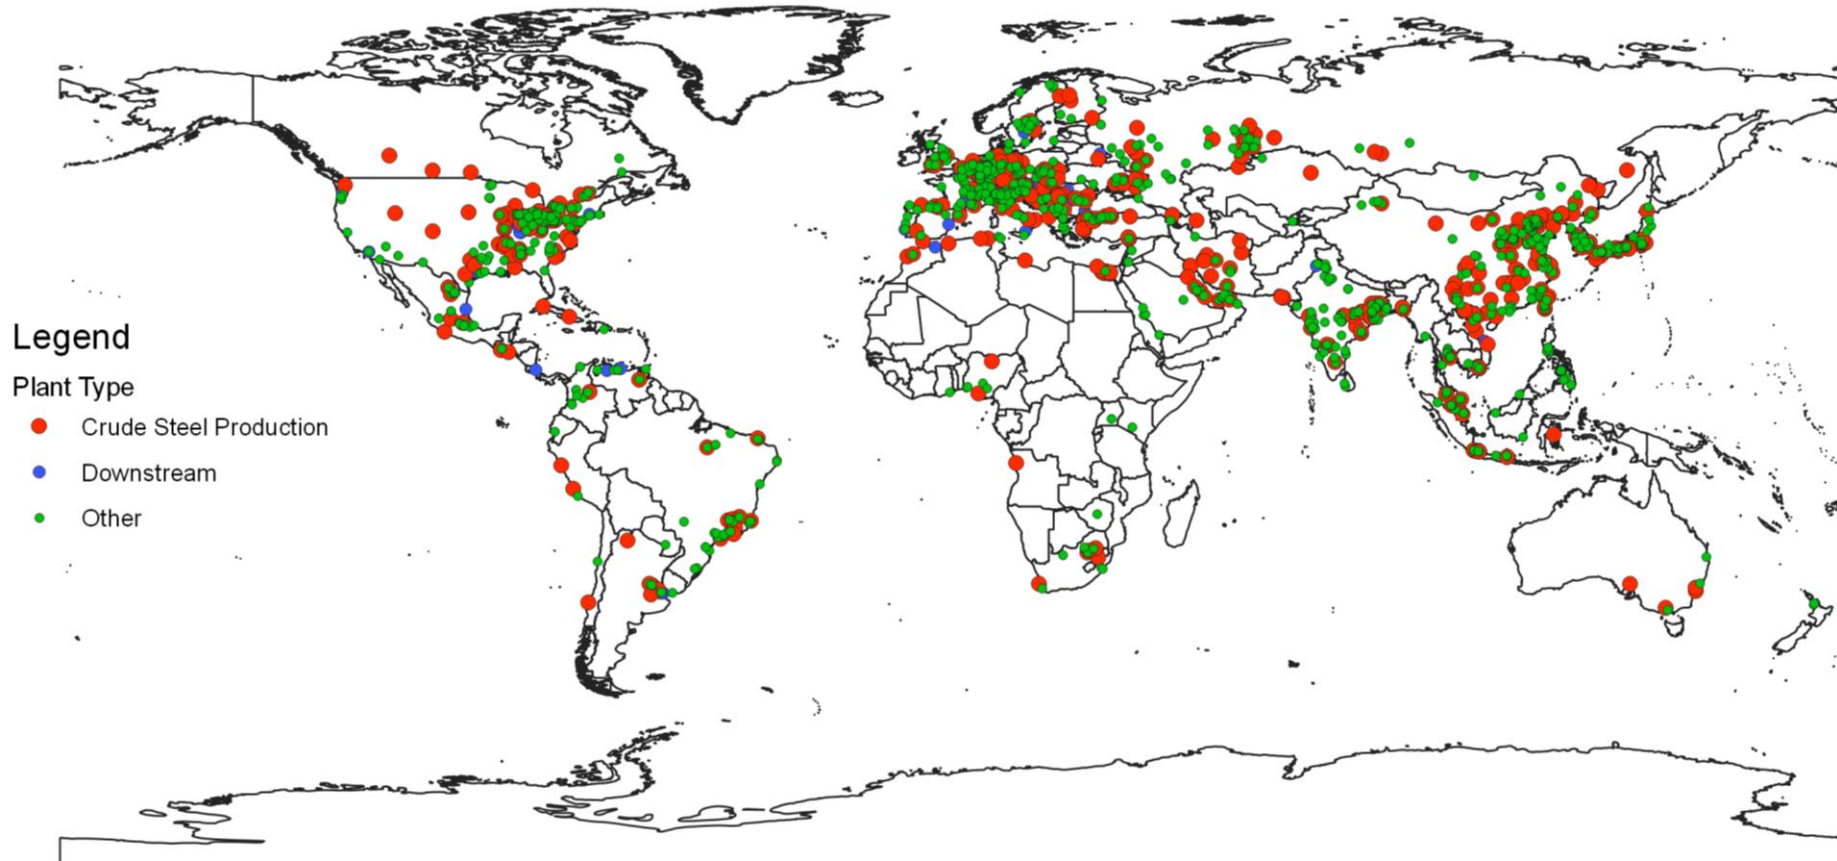 Legend
Plant Type
Crude Steel Production
Downstream
Other